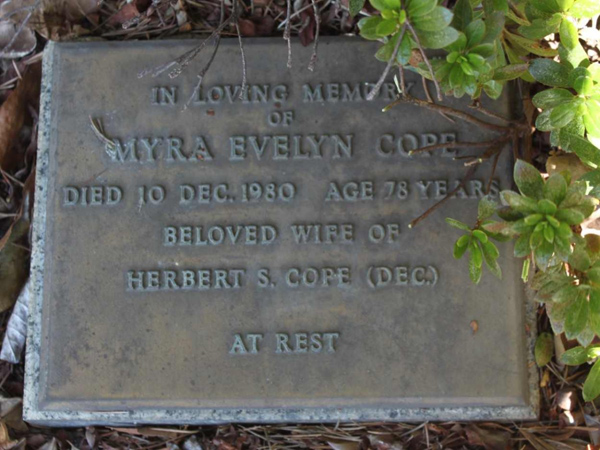 IN LOVING MEMORY
OF
MYRA EVELYN COPE
DIED 10 DEC. 1980 AGE 78 YEARS
BELOVED WIFE OF
HERBERT S. COPE (DEC.)
AT REST